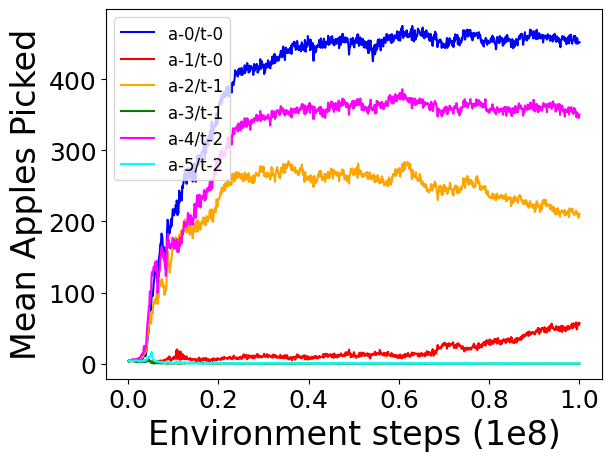 Mean Apples Picked
400
300
200
100
0
a-0/t-0
a-1/t-0
a-2/t-1
a-3/t-1
a-4/t-2
a-5/t-2
0.0 0.2 0.4 0.6 0.8 1.0
Environment steps (1e8)